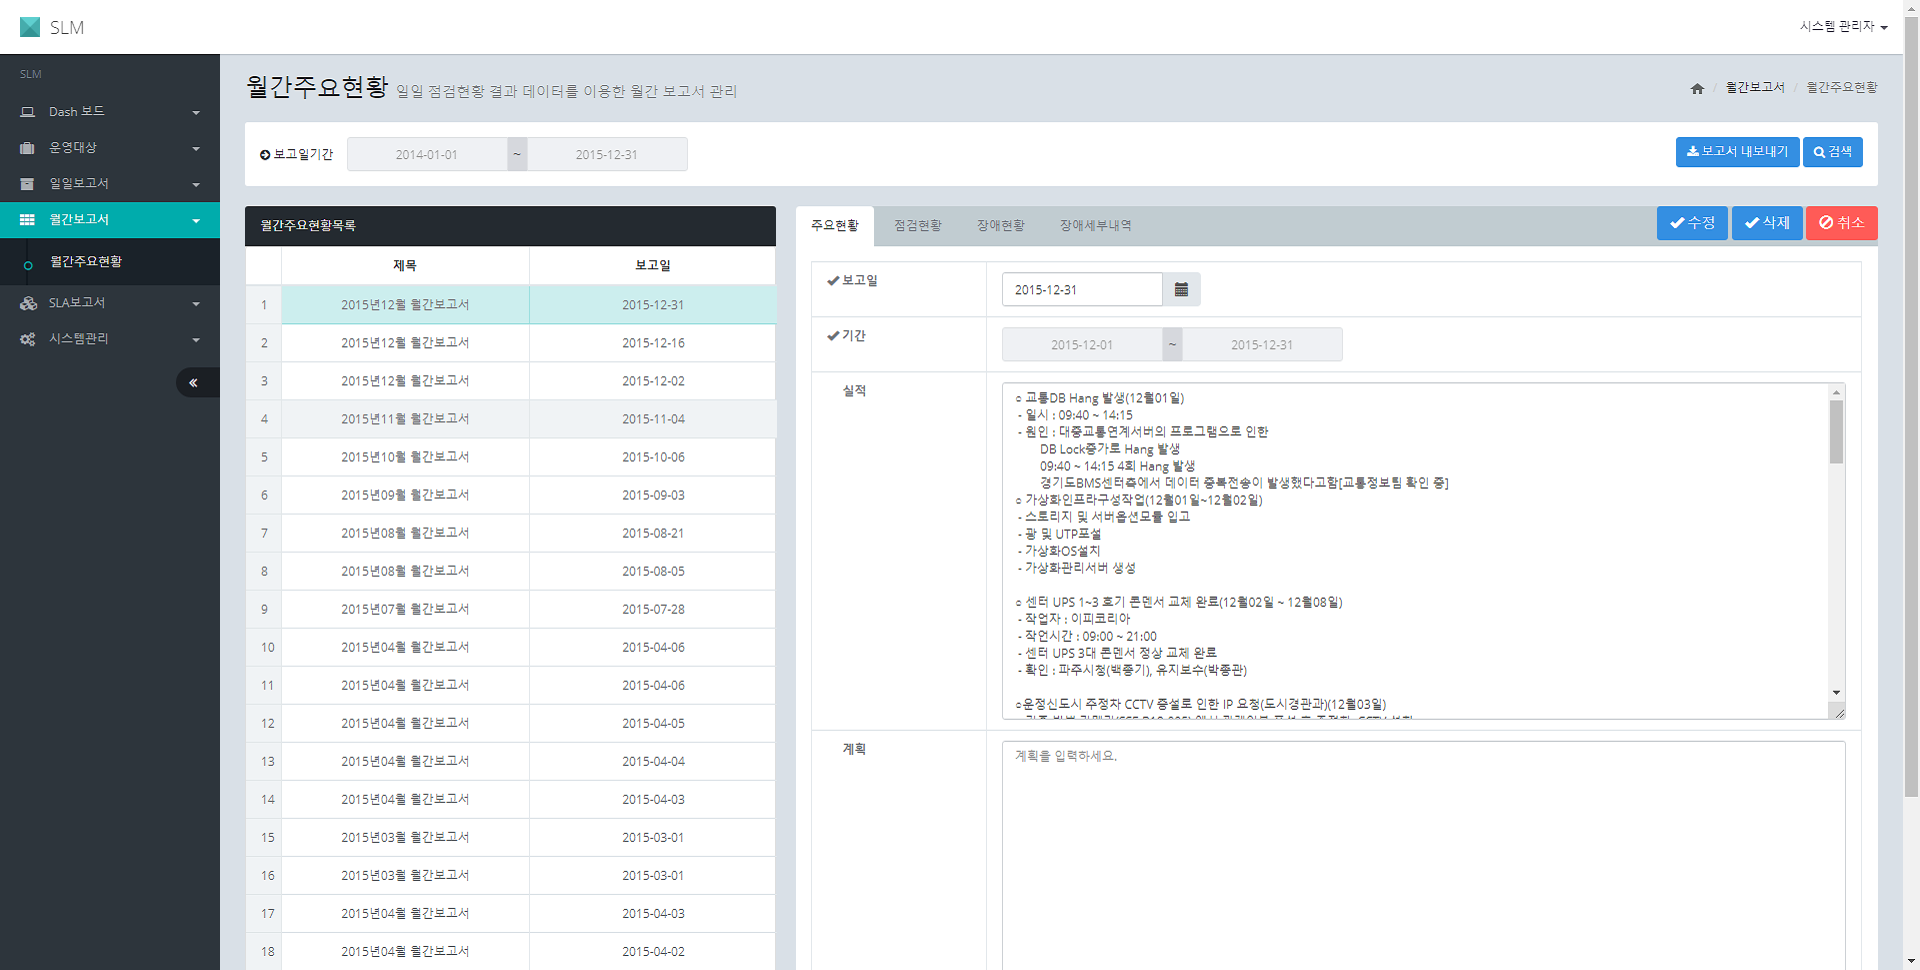 SLM
시스템 관리자
SLM
Dash 보드
운영대상
일일보고서
월간보고서
월간주요현황
SLA보고서
시스템관리
월간주요현황 일일 점검현황 결과 데이터를 이용한 월간 보고서 관리
/ 월간보고서 / 월간주요현황
보고일기간 2014-01-01 ~ 2015-12-31
보고서 내보내기 검색
월간주요현황목록
제목 보고일
1 2015년12월 월간보고서 2015-12-31
2 2015년12월 월간보고서 2015-12-16
3 2015년12월 월간보고서 2015-12-02
4 2015년11월 월간보고서 2015-11-04
5 2015년10월 월간보고서 2015-10-06
6 2015년09월 월간보고서 2015-09-03
7 2015년08월 월간보고서 2015-08-21
8 2015년08월 월간보고서 2015-08-05
9 2015년07월 월간보고서 2015-07-28
10 2015년04월 월간보고서 2015-04-06
11 2015년04월 월간보고서 2015-04-06
12 2015년04월 월간보고서 2015-04-05
13 2015년04월 월간보고서 2015-04-04
14 2015년04월 월간보고서 2015-04-03
15 2015년03월 월간보고서 2015-03-01
16 2015년03월 월간보고서 2015-03-01
17 2015년04월 월간보고서 2015-04-03
18 2015년04월 월간보고서 2015-04-02
주요현황 점검현황 장애현황 장애세부내역
수정 삭제 취소
보고일 2015-12-31
기간 2015-12-01 ~ 2015-12-31
실적
○ 교통DB Hang 발생(12월01일)
- 일시 : 09:40 ~ 14:15
- 원인 : 대중교통연계서버의 프로그램으로 인한
DB Lock증가로 Hang 발생
09:40 ~ 14:15 4회 Hang 발생
경기도BMS센터측에서 데이터 중복전송이 발생했다고함[교통정보팀 확인 중]
○ 가상화인프라구성작업(12월01일~12월02일)
- 스토리지 및 서버옵션모듈 입고
- 광 및 UTP포설
- 가상화OS설치
- 가상화관리서버 생성
○ 센터 UPS 1~3 호기 콘덴서 교체 완료(12월02일 ~ 12월08일)
- 작업자 : 이피코리아
- 작언시간 : 09:00 ~ 21:00
- 센터 UPS 3대 콘덴서 정상 교체 완료
- 확인 : 파주시청(백종기), 유지보수(박종관)
○운정신도시 주정차 CCTV 증설로 인한 IP 요청(도시경관과)(12월03일)
계획
계획을 입력하세요.